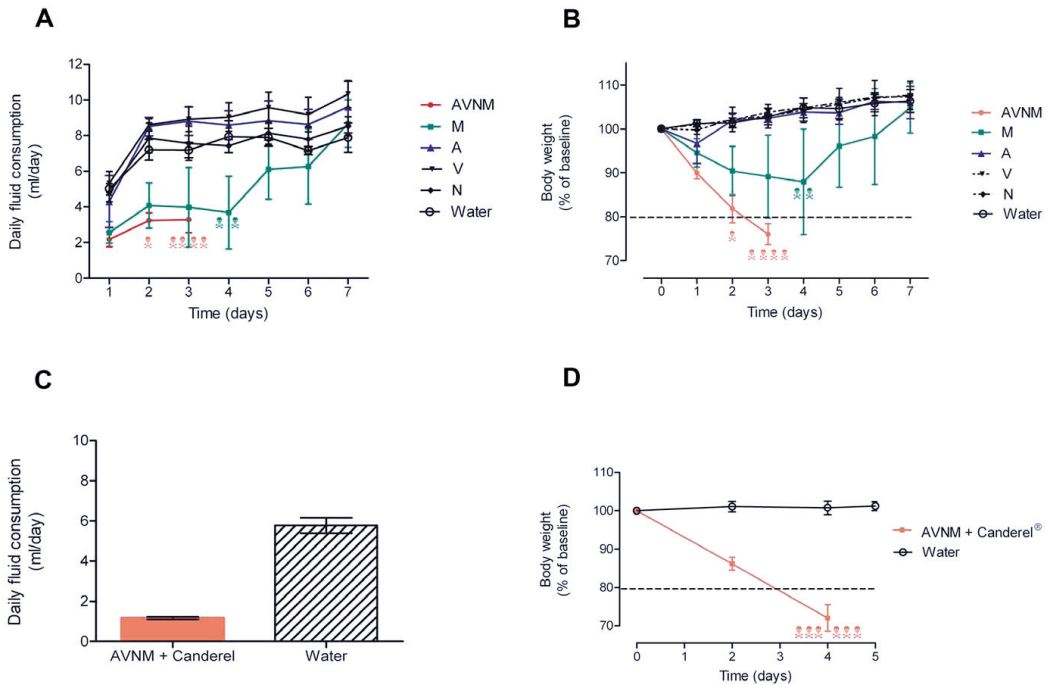 A
Daily fluid consumption
(ml/day)
12
10
8
6
4
2
0
1 2 3 4 5 6 7
Time (days)
AVNM
M
A
V
N
Water
B
Body weight
(% of baseline)
110
100
90
80
70
0 1 2 3 4 5 6 7
Time (days)
AVNM
M
A
V
N
Water
C
Daily fluid consumption
(ml/day)
10
8
6
4
2
0
AVNM + Canderel Water
D
Body weight
(% of baseline)
110
100
90
80
70
0 1 2 3 4 5
Time (days)
AVNM + Canderel®
Water